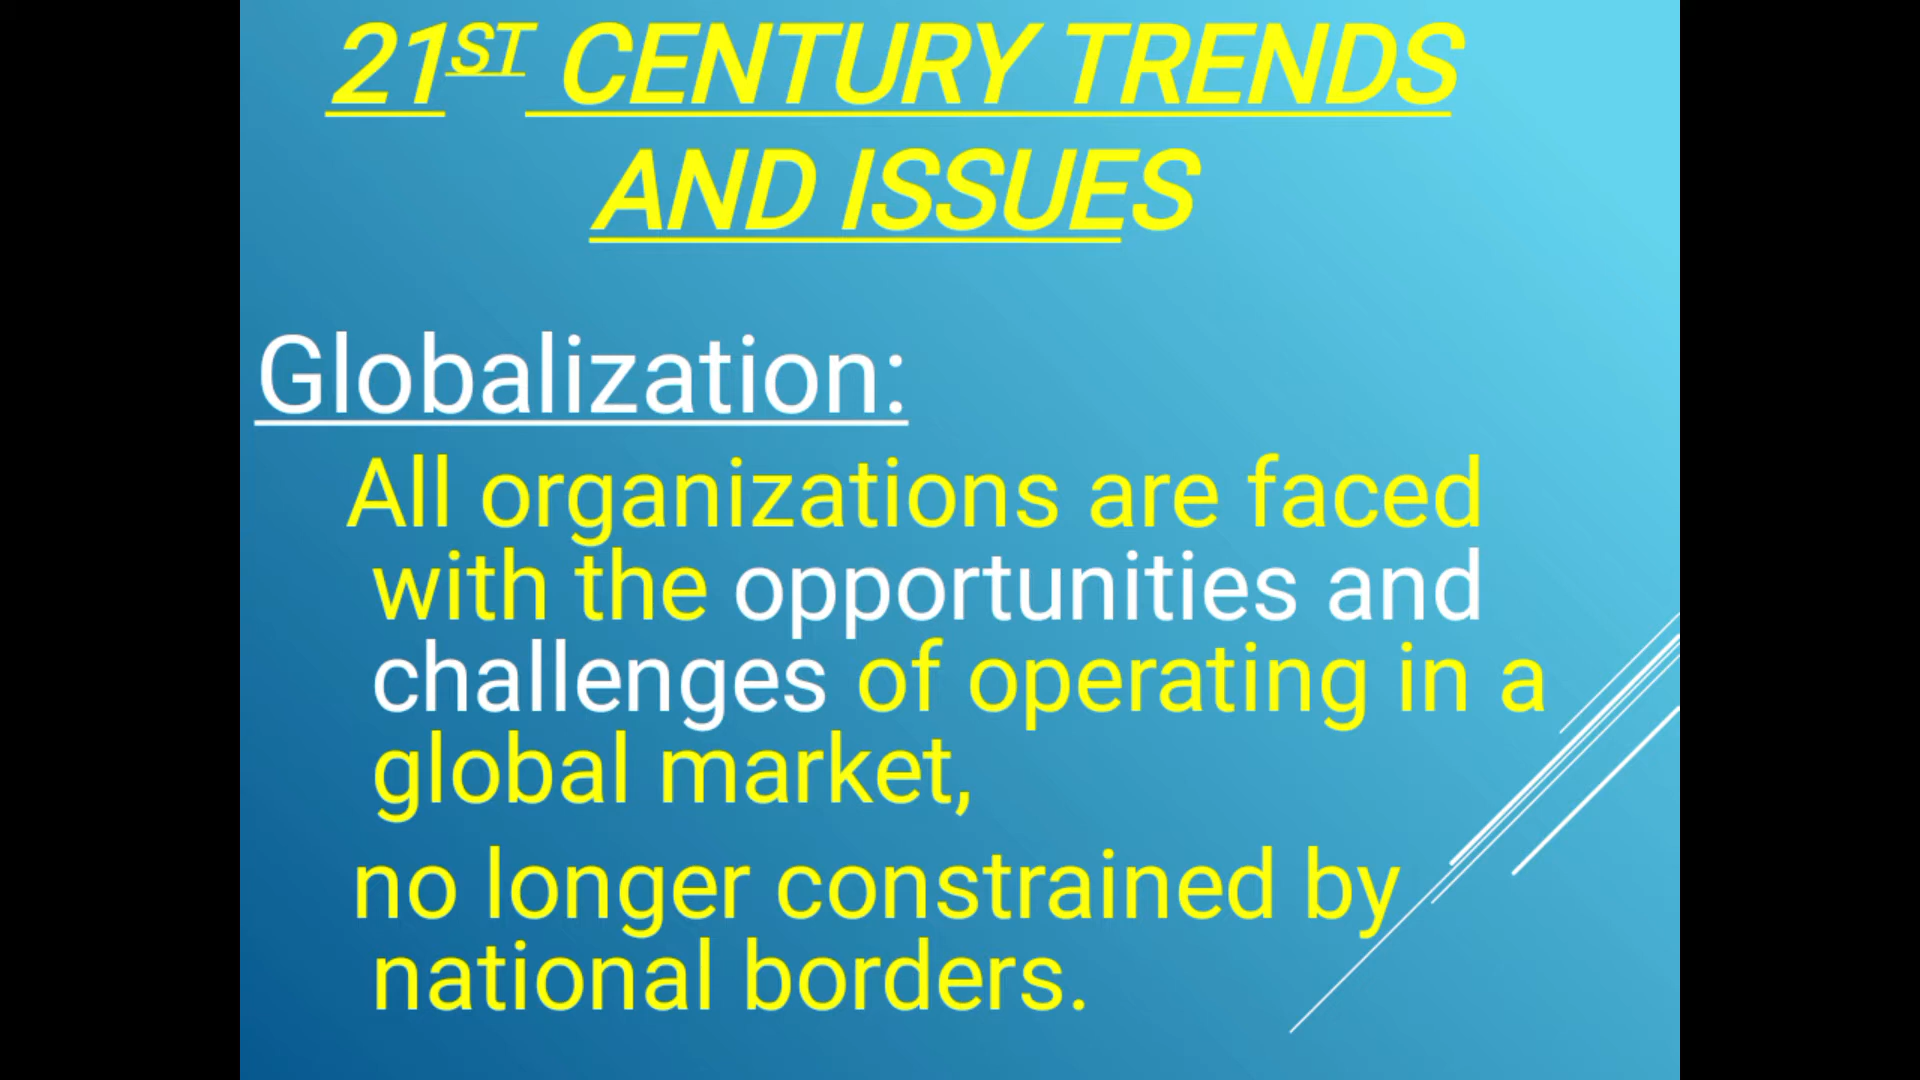 21ST CENTURY TRENDS
AND ISSUES
Globalization:
All organizations are faced
with the opportunities and
challenges of operating in a
global market,
no longer constrained by
national borders.